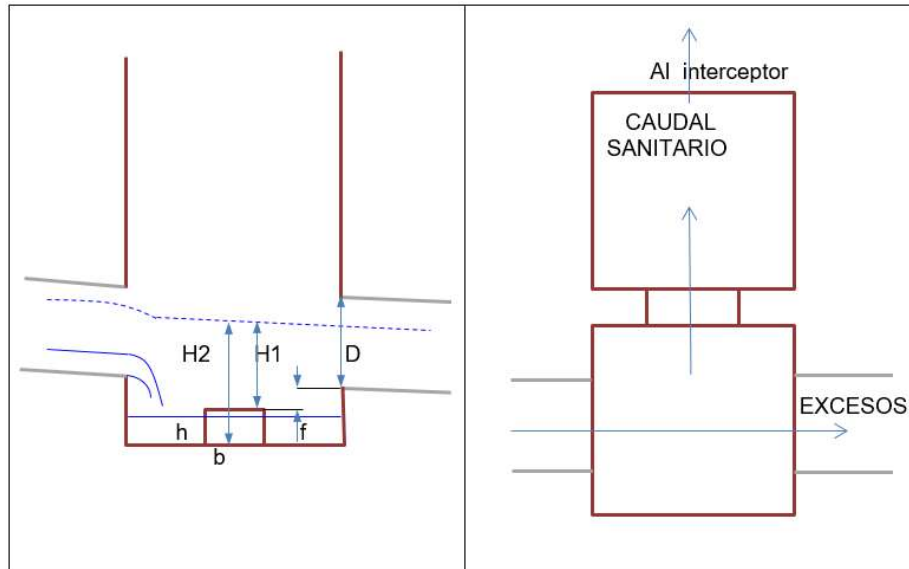 H2
H1
D
h
f
b
Al interceptor
CAUDAL
SANITARIO
EXCESOS